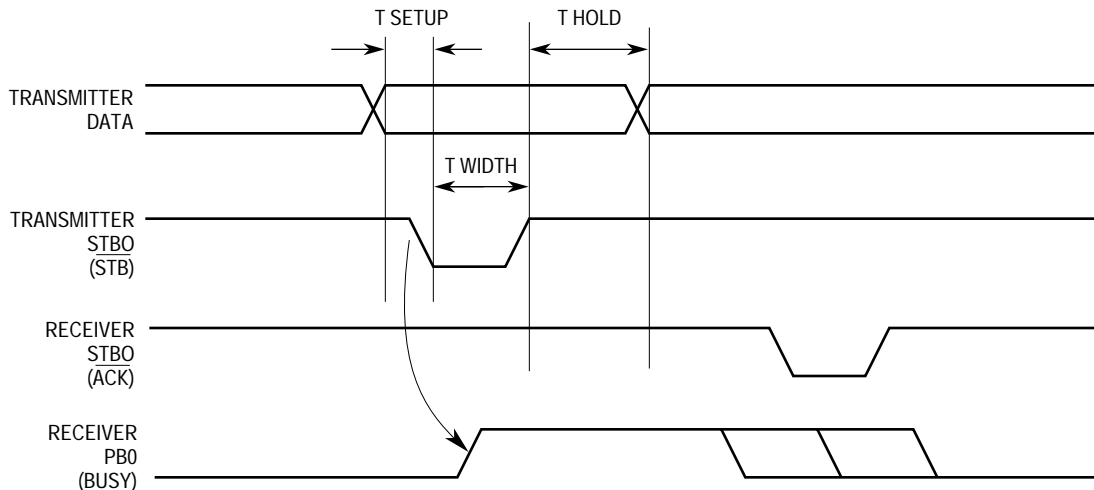 T SETUP
T HOLD
TRANSMITTER
DATA
T WIDTH
TRANSMITTER
STBO
(STB)
RECEIVER
STBO
(ACK)
RECEIVER
PB0
(BUSY)